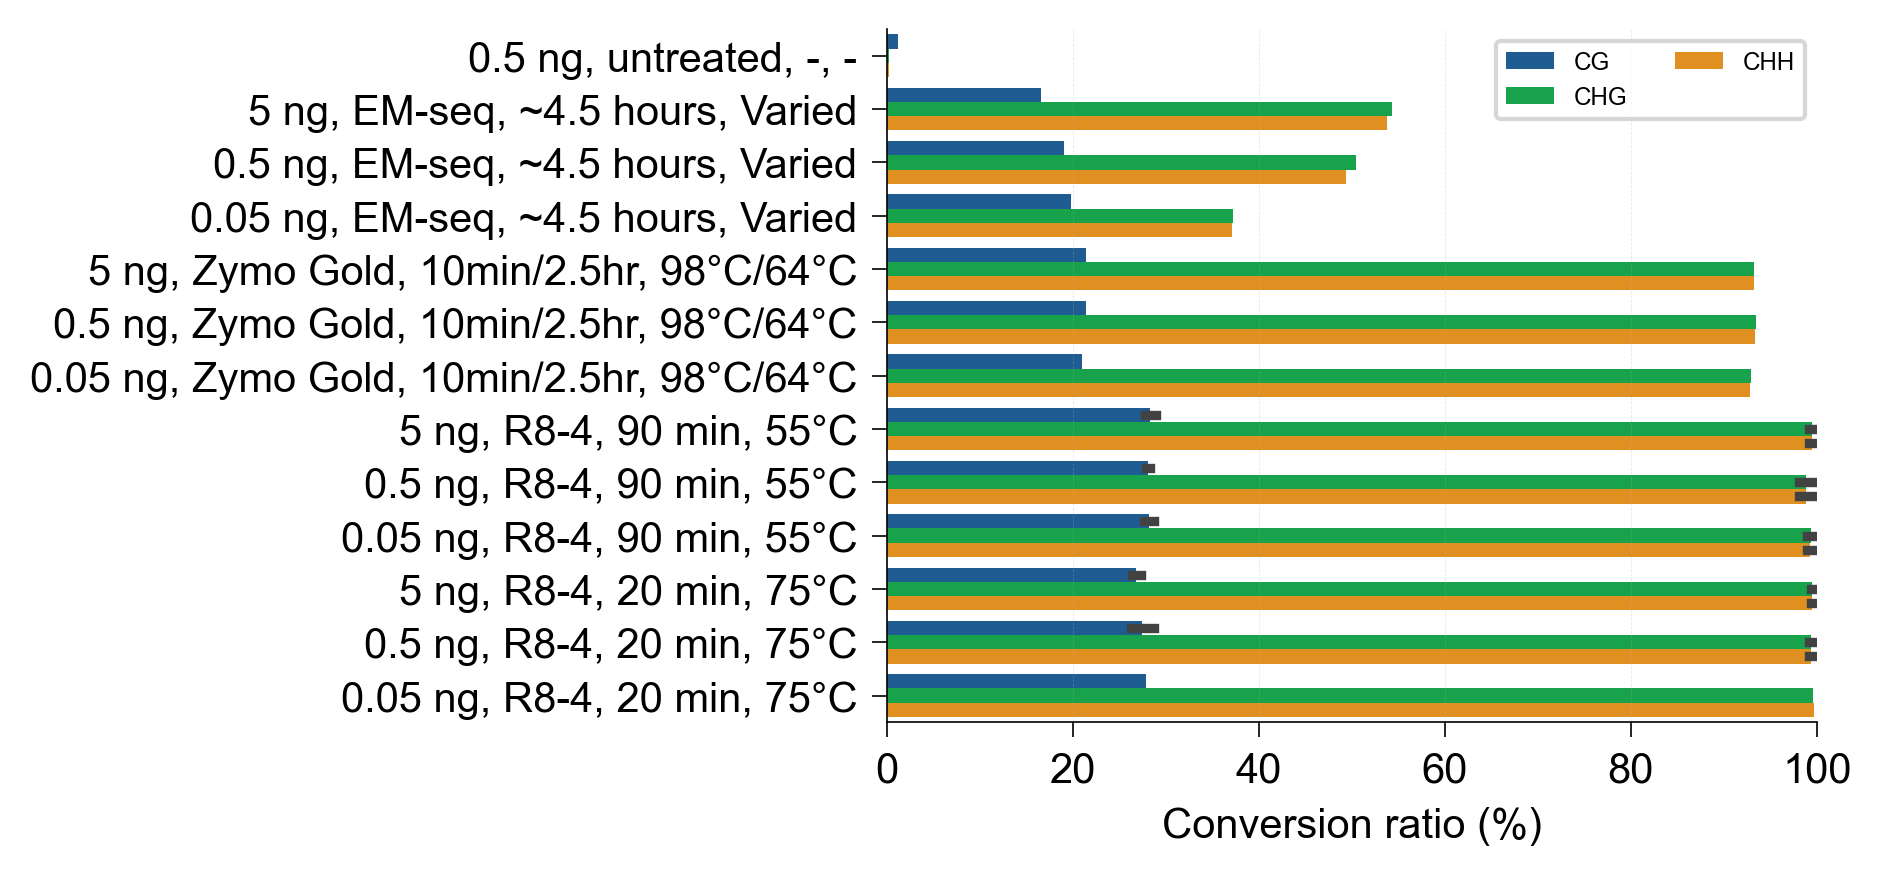 0.5 ng, untreated, -, -
5 ng, EM-seq, ~4.5 hours, Varied
0.5 ng, EM-seq, ~4.5 hours, Varied
0.05 ng, EM-seq, ~4.5 hours, Varied
5 ng, Zymo Gold, 10min/2.5hr, 98°C/64°C
0.5 ng, Zymo Gold, 10min/2.5hr, 98°C/64°C
0.05 ng, Zymo Gold, 10min/2.5hr, 98°C/64°C
5 ng, R8-4, 90 min, 55°C
0.5 ng, R8-4, 90 min, 55°C
0.05 ng, R8-4, 90 min, 55°C
5 ng, R8-4, 20 min, 75°C
0.5 ng, R8-4, 20 min, 75°C
0.05 ng, R8-4, 20 min, 75°C
CG CHH
CHG
0 20 40 60 80 100
Conversion ratio (%)